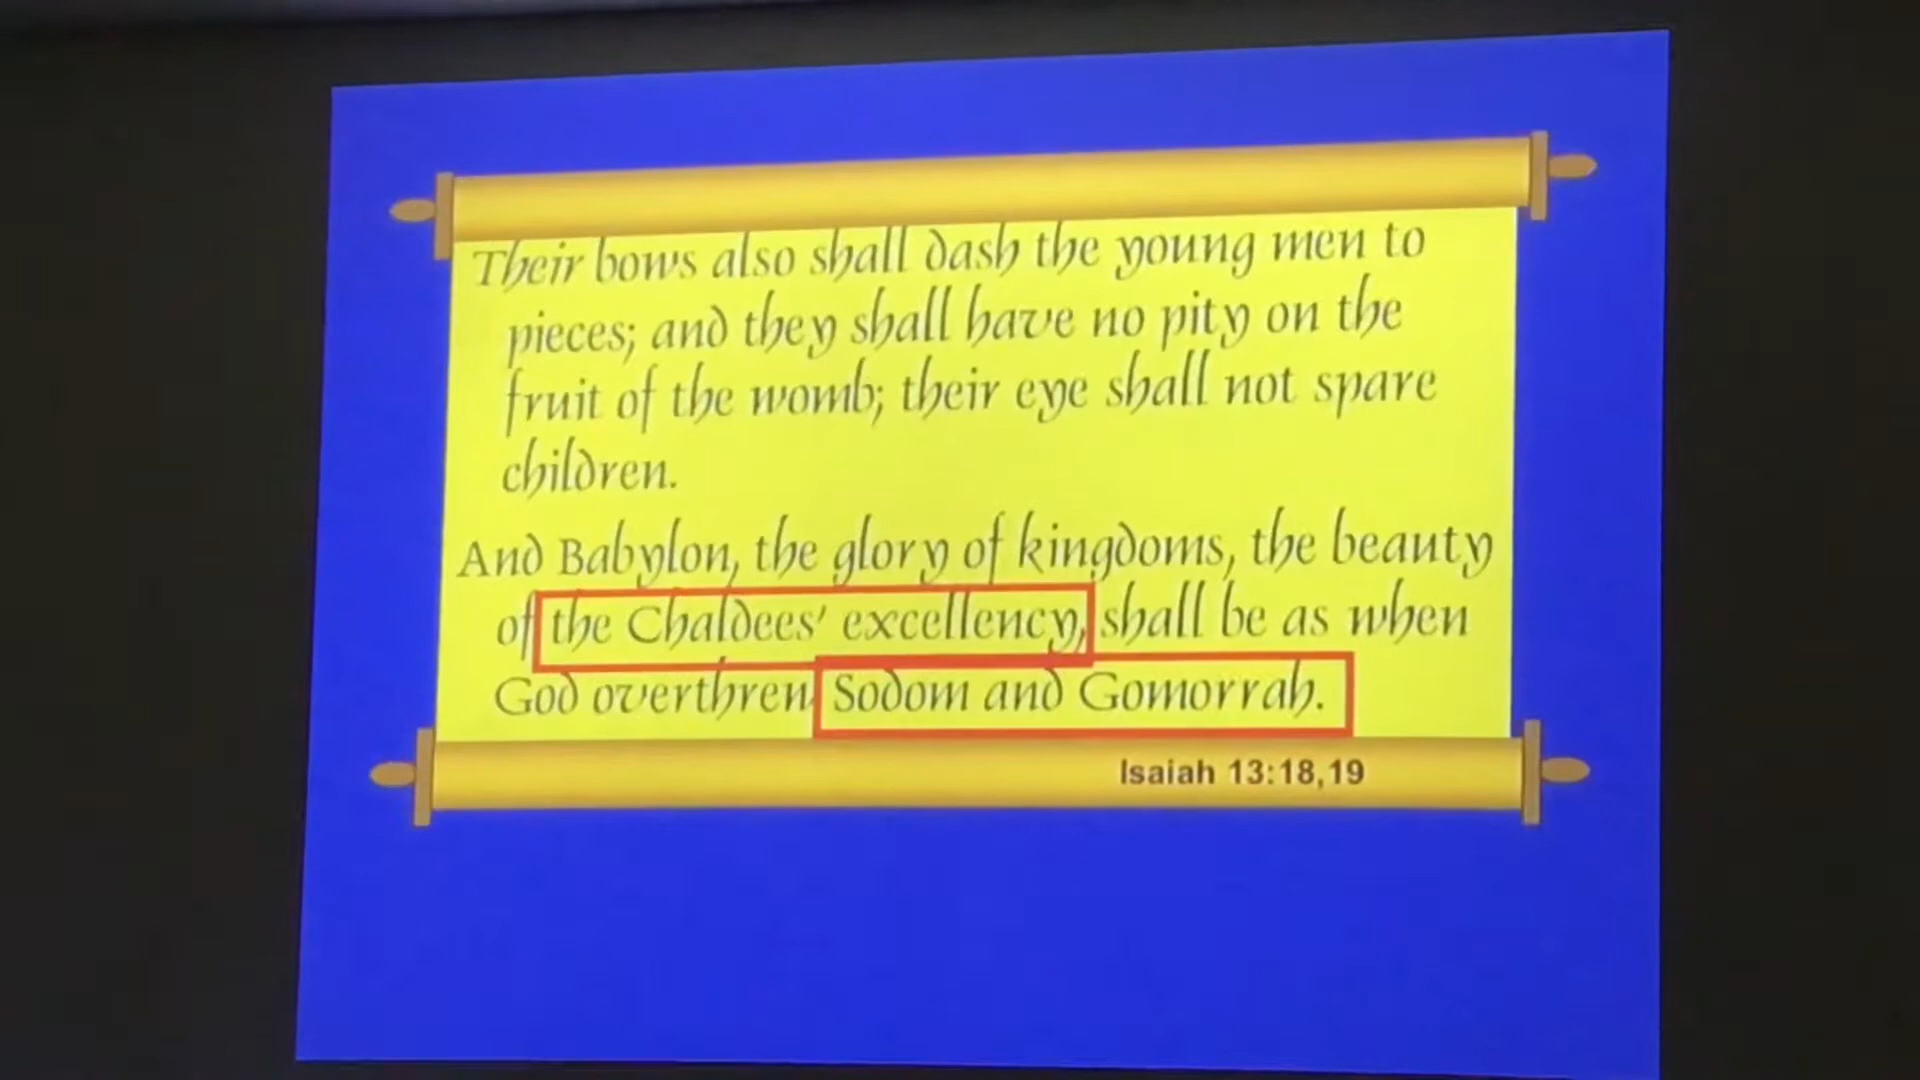 Their bows also shall dash the young men to
pieces; and they shall have no pity on the
fruit of the womb; their eye shall not spare
children.
And Babylon, the glory of kingdoms, the beauty
of the Chaldees' excellency, shall be as when
God overthrew Sodom and Gomorrah.
Isaiah 13:18,19